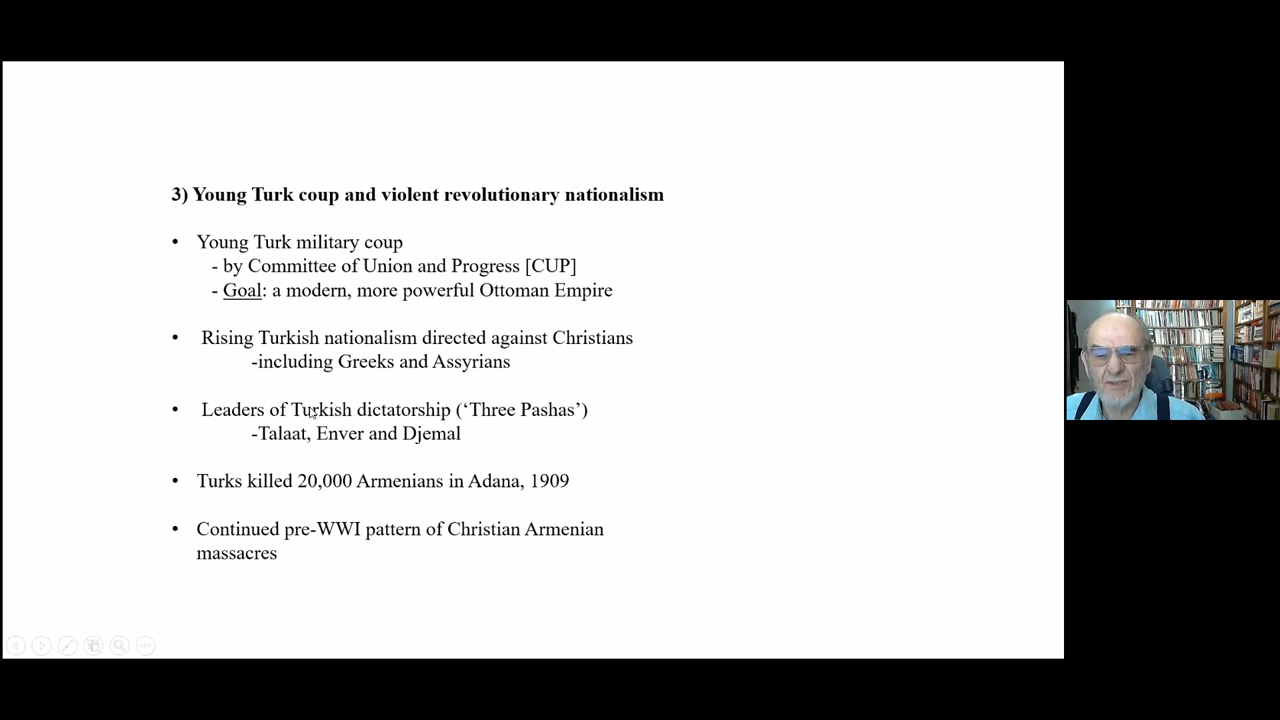 3) Young Turk coup and violent revolutionary nationalism
• Young Turk military coup
- by Committee of Union and Progress [CUP]
- Goal: a modern, more powerful Ottoman Empire
• Rising Turkish nationalism directed against Christians
-including Greeks and Assyrians
• Leaders of Turkish dictatorship (‘Three Pashas’)
-Talaat, Enver and Djemal
• Turks killed 20,000 Armenians in Adana, 1909
• Continued pre-WWI pattern of Christian Armenian
massacres